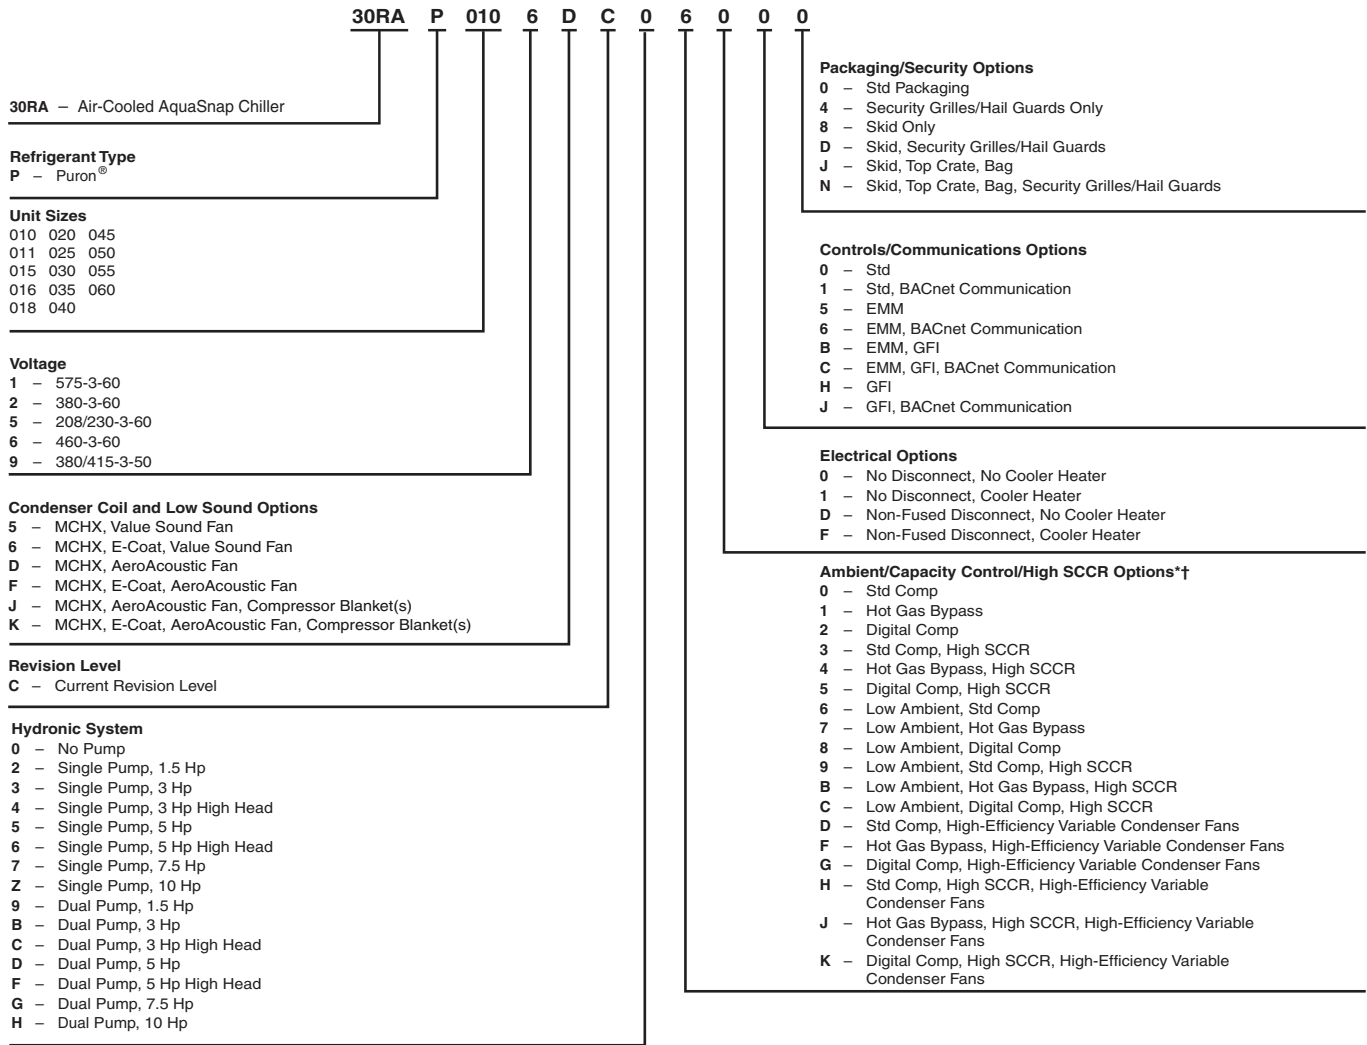 30RA P 010 6 D C 0 6 0 0 0
30RA – Air-Cooled AquaSnap Chiller
Refrigerant Type
P – Puron®
Unit Sizes
010 020 045
011 025 050
015 030 055
016 035 060
018 040
Voltage
1 – 575-3-60
2 – 380-3-60
5 – 208/230-3-60
6 – 460-3-60
9 – 380/415-3-50
Condenser Coil and Low Sound Options
5 – MCHX, Value Sound Fan
6 – MCHX, E-Coat, Value Sound Fan
D – MCHX, AeroAcoustic Fan
F – MCHX, E-Coat, AeroAcoustic Fan
J – MCHX, AeroAcoustic Fan, Compressor Blanket(s)
K – MCHX, E-Coat, AeroAcoustic Fan, Compressor Blanket(s)
Revision Level
C – Current Revision Level
Hydronic System
0 – No Pump
2 – Single Pump, 1.5 Hp
3 – Single Pump, 3 Hp
4 – Single Pump, 3 Hp High Head
5 – Single Pump, 5 Hp
6 – Single Pump, 5 Hp High Head
7 – Single Pump, 7.5 Hp
Z – Single Pump, 10 Hp
9 – Dual Pump, 1.5 Hp
B – Dual Pump, 3 Hp
C – Dual Pump, 3 Hp High Head
D – Dual Pump, 5 Hp
F – Dual Pump, 5 Hp High Head
G – Dual Pump, 7.5 Hp
H – Dual Pump, 10 Hp
Packaging/Security Options
0 – Std Packaging
4 – Security Grilles/Hail Guards Only
8 – Skid Only
D – Skid, Security Grilles/Hail Guards
J – Skid, Top Crate, Bag
N – Skid, Top Crate, Bag, Security Grilles/Hail Guards
Controls/Communications Options
0 – Std
1 – Std, BACnet Communication
5 – EMM
6 – EMM, BACnet Communication
B – EMM, GFI
C – EMM, GFI, BACnet Communication
H – GFI
J – GFI, BACnet Communication
Electrical Options
0 – No Disconnect, No Cooler Heater
1 – No Disconnect, Cooler Heater
D – Non-Fused Disconnect, No Cooler Heater
F – Non-Fused Disconnect, Cooler Heater
Ambient/Capacity Control/High SCCR Options*†
0 – Std Comp
1 – Hot Gas Bypass
2 – Digital Comp
3 – Std Comp, High SCCR
4 – Hot Gas Bypass, High SCCR
5 – Digital Comp, High SCCR
6 – Low Ambient, Std Comp
7 – Low Ambient, Hot Gas Bypass
8 – Low Ambient, Digital Comp
9 – Low Ambient, Std Comp, High SCCR
B – Low Ambient, Hot Gas Bypass, High SCCR
C – Low Ambient, Digital Comp, High SCCR
D – Std Comp, High-Efficiency Variable Condenser Fans
F – Hot Gas Bypass, High-Efficiency Variable Condenser Fans
G – Digital Comp, High-Efficiency Variable Condenser Fans
H – Std Comp, High SCCR, High-Efficiency Variable
Condenser Fans
J – Hot Gas Bypass, High SCCR, High-Efficiency Variable
Condenser Fans
K – Digital Comp, High SCCR, High-Efficiency Variable
Condenser Fans